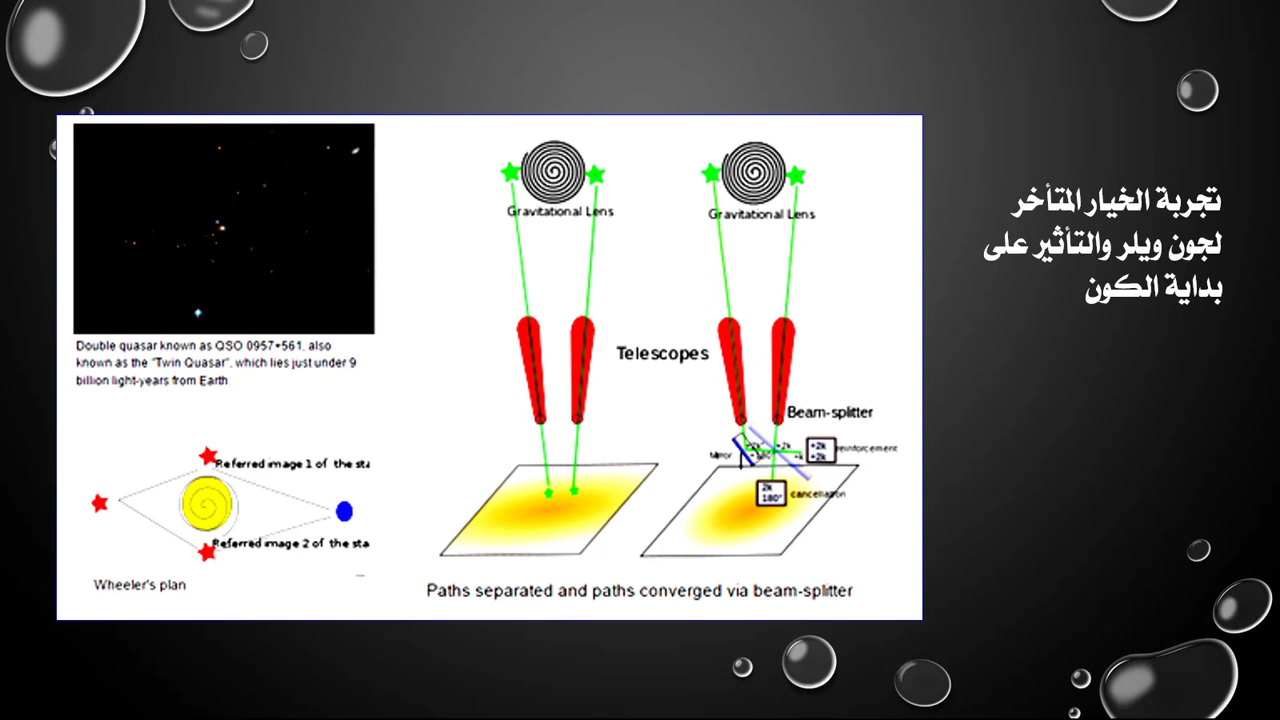 تجربة الخيار المتأخر
لجون ويلر والتأثير على
بداية الكون
Gravitational Lens
Gravitational Lens
Double quasar known as QSO 0957+561, also
known as the "Twin Quasar", which lies just under 9
billion light-years from Earth
Telescopes
Beam-splitter
Mirror
+2k
+2k
+2k
reinforcement
2k
180°
cancellation
Referred image 1 of the sta
Referred image 2 of the sta
Wheeler's plan
Paths separated and paths converged via beam-splitter